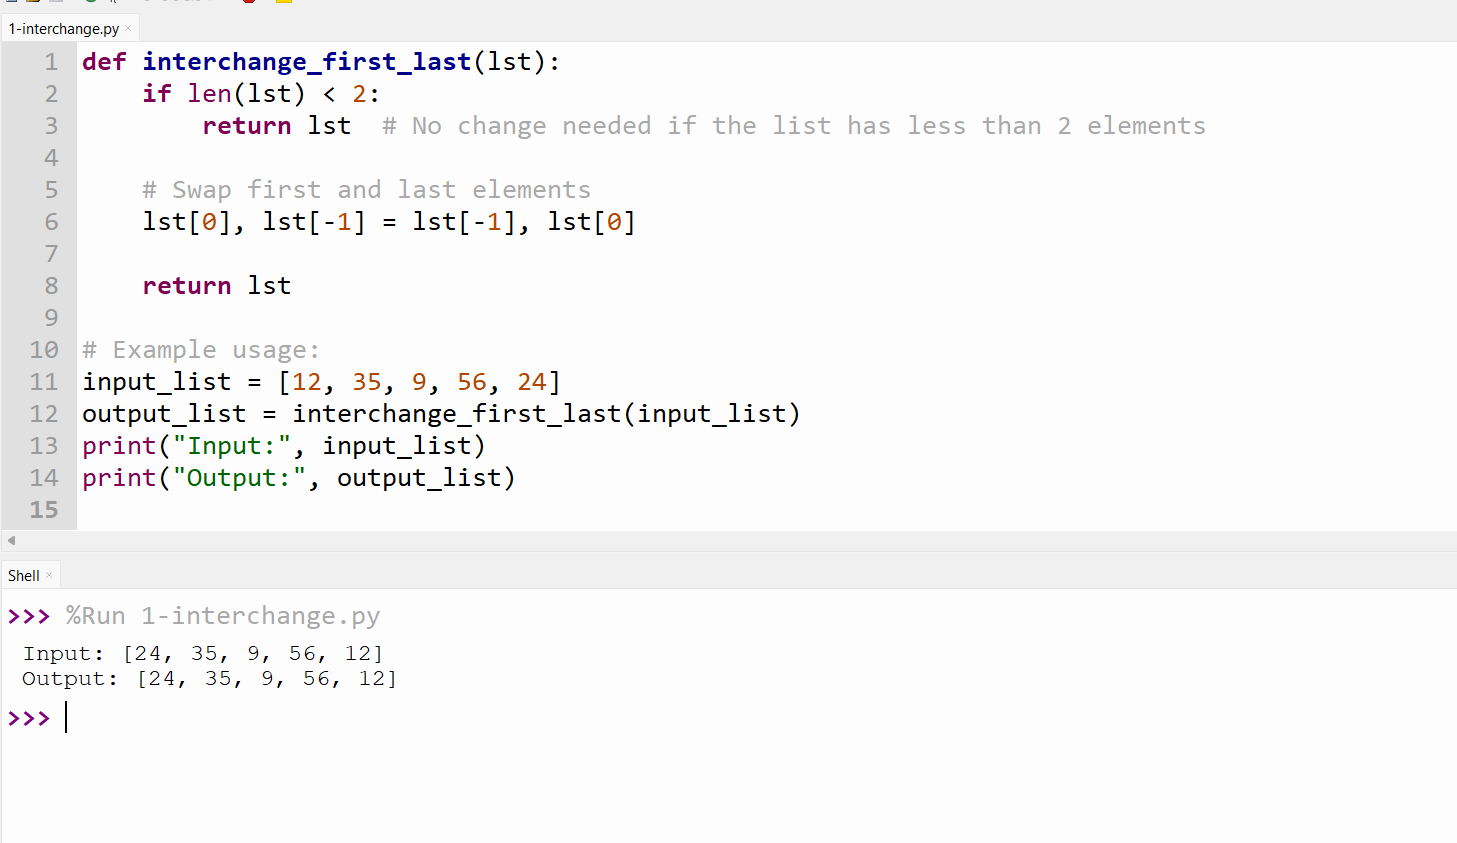 1-interchange.py ×
1 def interchange_first_last(lst):
2     if len(lst) < 2:
3         return lst  # No change needed if the list has less than 2 elements
4
5     # Swap first and last elements
6     lst[0], lst[-1] = lst[-1], lst[0]
7
8     return lst
9
10 # Example usage:
11 input_list = [12, 35, 9, 56, 24]
12 output_list = interchange_first_last(input_list)
13 print("Input:", input_list)
14 print("Output:", output_list)
15
Shell ×
>>> %Run 1-interchange.py
Input: [24, 35, 9, 56, 12]
Output: [24, 35, 9, 56, 12]
>>>